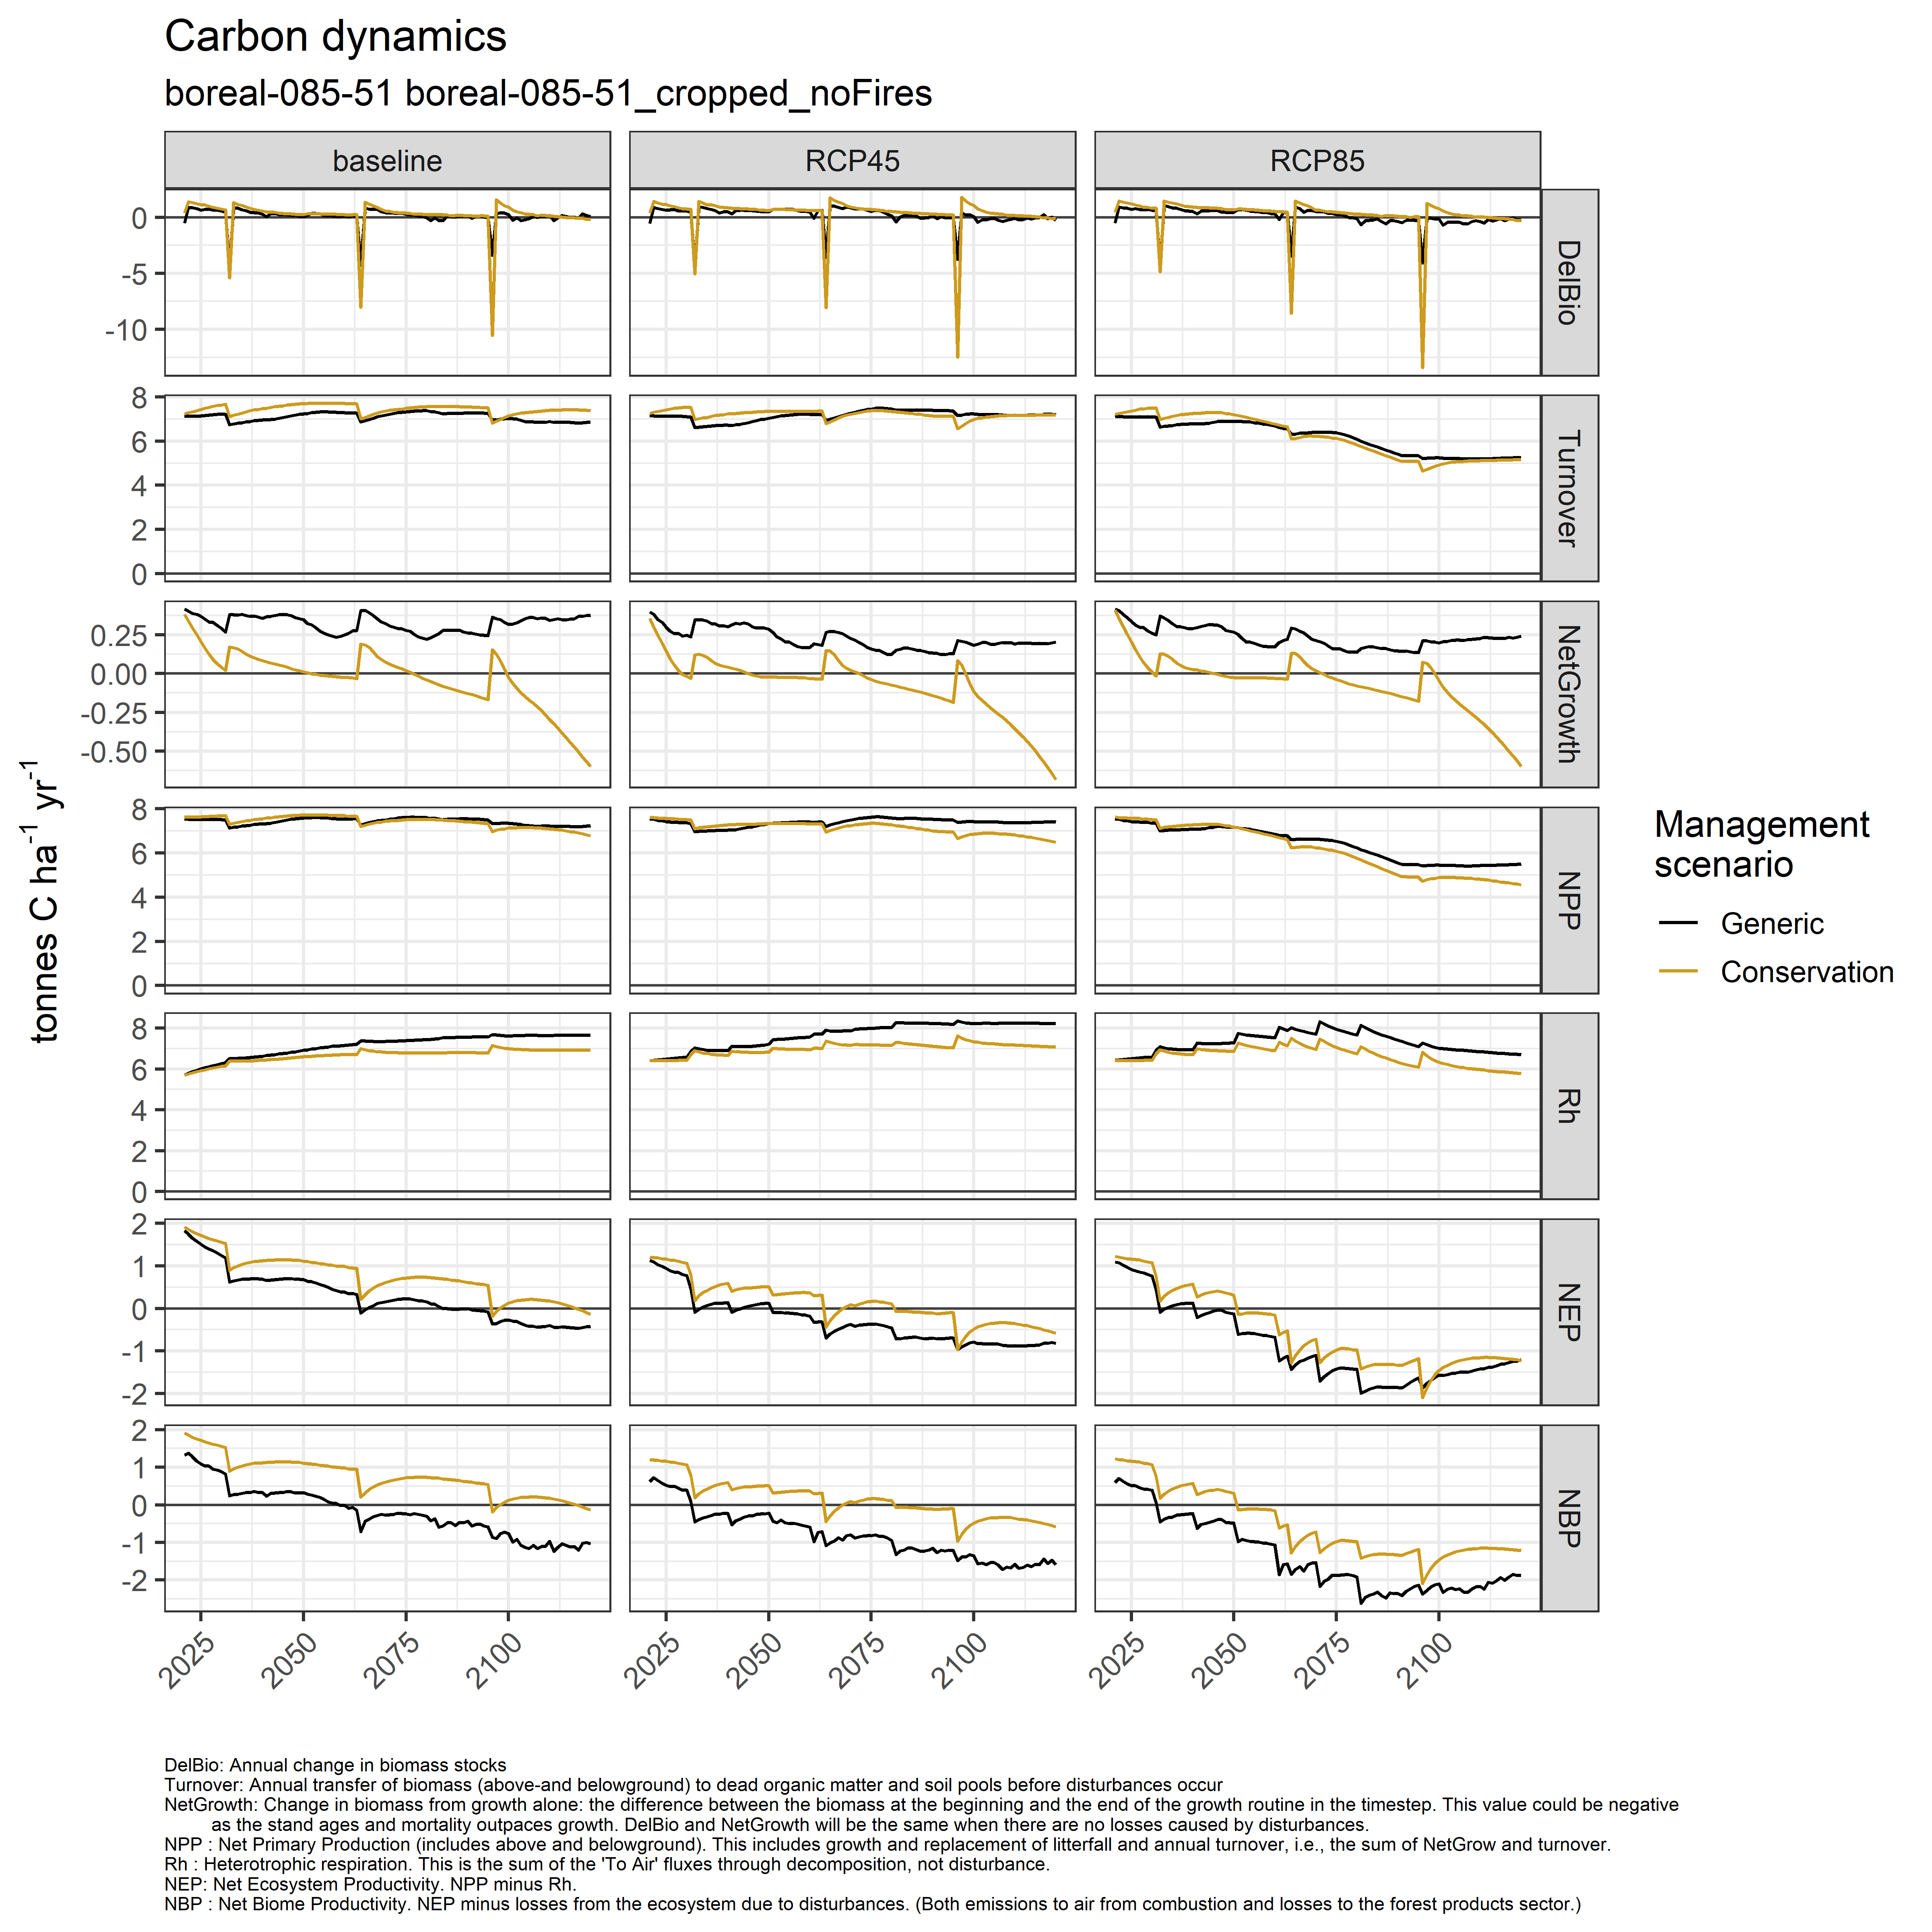 Carbon dynamics
boreal-085-51 boreal-085-51_cropped_noFires
baseline RCP45 RCP85
0
-5
-10
DelBio
8
6
4
2
0
Turnover
0.25
0.00
-0.25
-0.50
NetGrowth
8
6
4
2
0
NPP
8
6
4
2
0
Rh
2
1
0
-1
-2
NEP
2
1
0
-1
-2
NBP
tonnes C ha-1 yr-1
2025 2050 2075 2100 2025 2050 2075 2100 2025 2050 2075 2100
Management
scenario
Generic
Conservation
DelBio: Annual change in biomass stocks
Turnover: Annual transfer of biomass (above-and belowground) to dead organic matter and soil pools before disturbances occur
NetGrowth: Change in biomass from growth alone: the difference between the biomass at the beginning and the end of the growth routine in the timestep. This value could be negative
as the stand ages and mortality outpaces growth. DelBio and NetGrowth will be the same when there are no losses caused by disturbances.
NPP : Net Primary Production (includes above and belowground). This includes growth and replacement of litterfall and annual turnover, i.e., the sum of NetGrow and turnover.
Rh : Heterotrophic respiration. This is the sum of the 'To Air' fluxes through decomposition, not disturbance.
NEP: Net Ecosystem Productivity. NPP minus Rh.
NBP : Net Biome Productivity. NEP minus losses from the ecosystem due to disturbances. (Both emissions to air from combustion and losses to the forest products sector.)